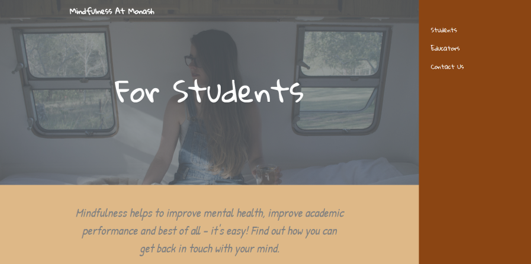 Mindfulness At Monash
Students
Educators
Contact Us
For Students
Mindfulness helps to improve mental health, improve academic
performance and best of all - it's easy! Find out how you can
get back in touch with your mind.